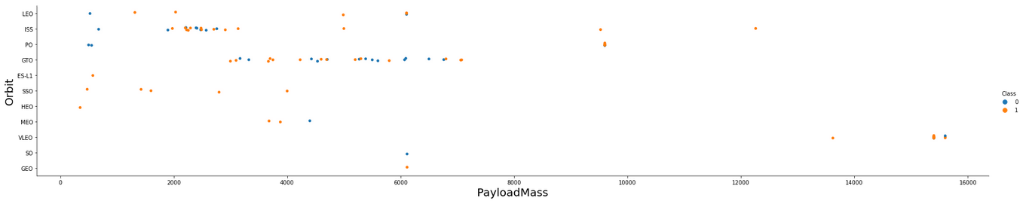 LEO
ISS
PO
GTO
ES-L1
SSO
HEO
MEO
VLEO
SO
GEO
Orbit
0
2000
4000
6000
8000
10000
12000
14000
16000
PayloadMass
Class
0
1